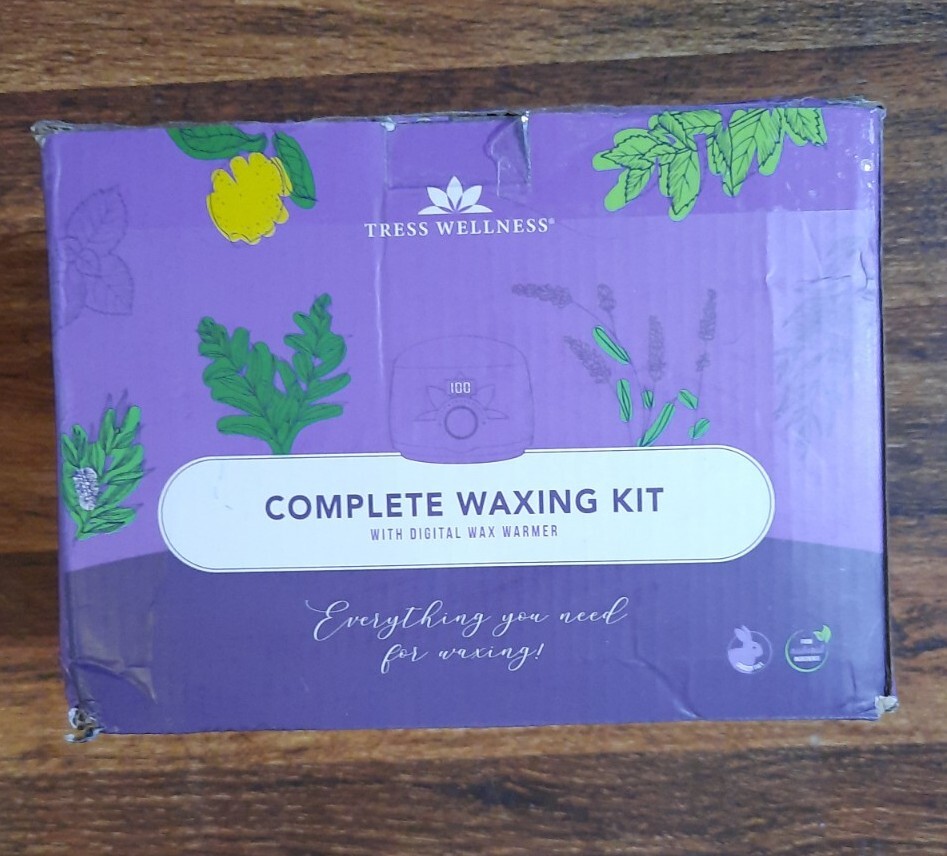 TRESS WELLNESS®
100
COMPLETE WAXING KIT
WITH DIGITAL WAX WARMER
Everything you need
for waxing!